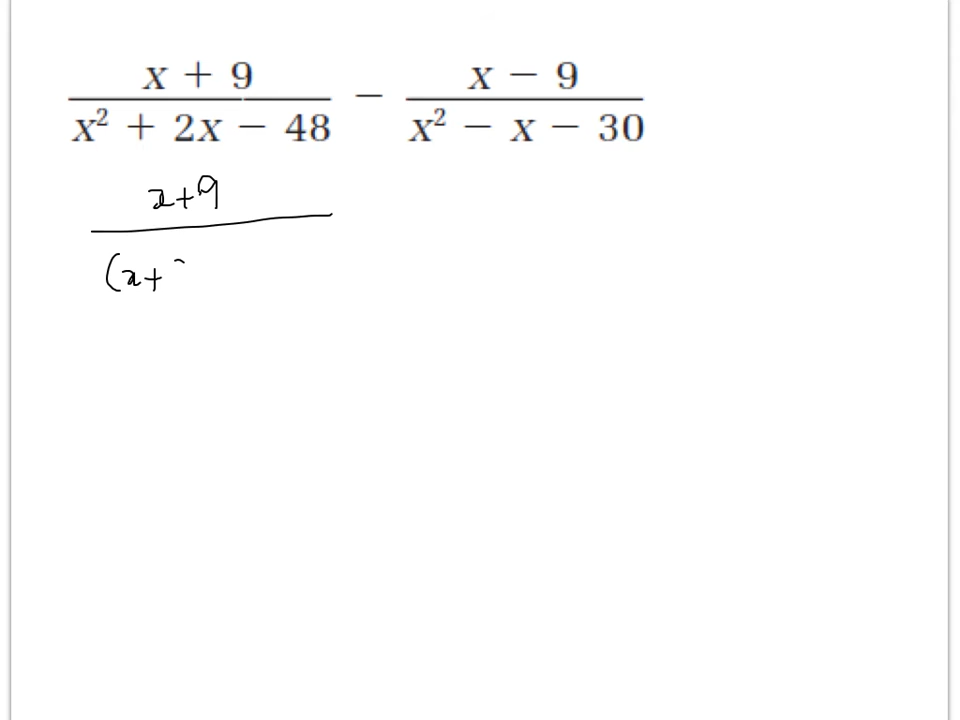 x + 9 / x² + 2x − 48 − x − 9 / x² − x − 30
x+9
(x+